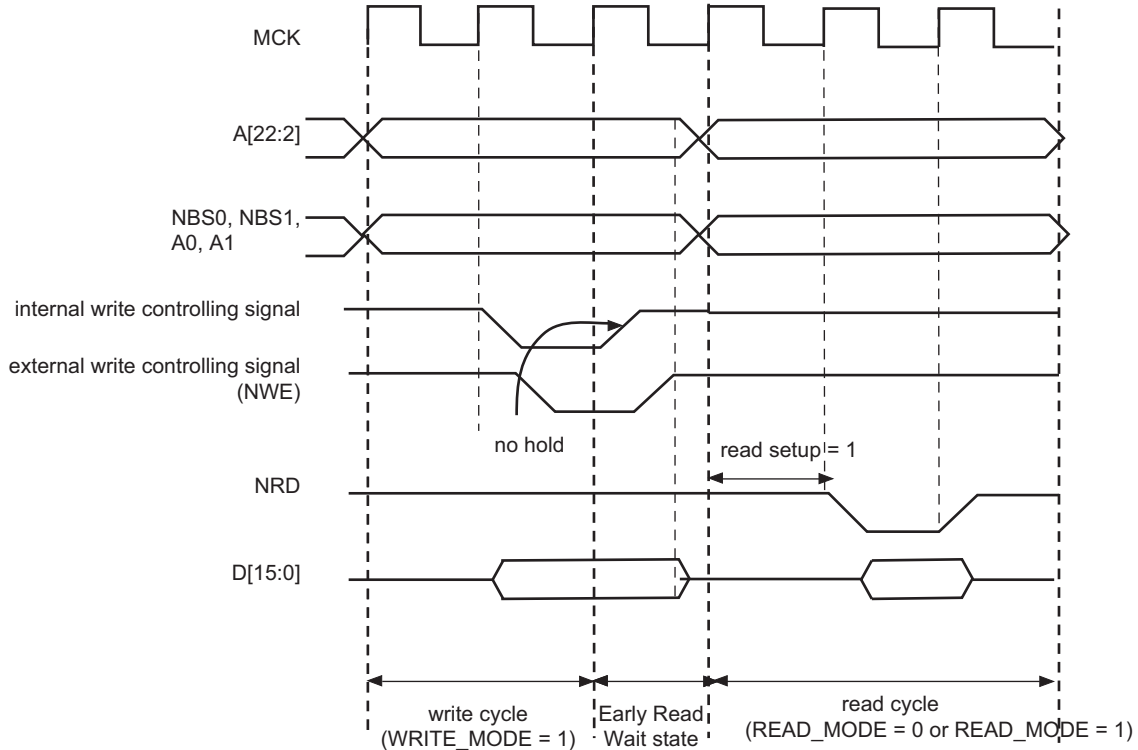 MCK
A[22:2]
NBS0, NBS1,
A0, A1
internal write controlling signal
external write controlling signal
(NWE)
no hold
read setup = 1
NRD
D[15:0]
write cycle
(WRITE_MODE = 1)
Early Read
Wait state
read cycle
(READ_MODE = 0 or READ_MODE = 1)